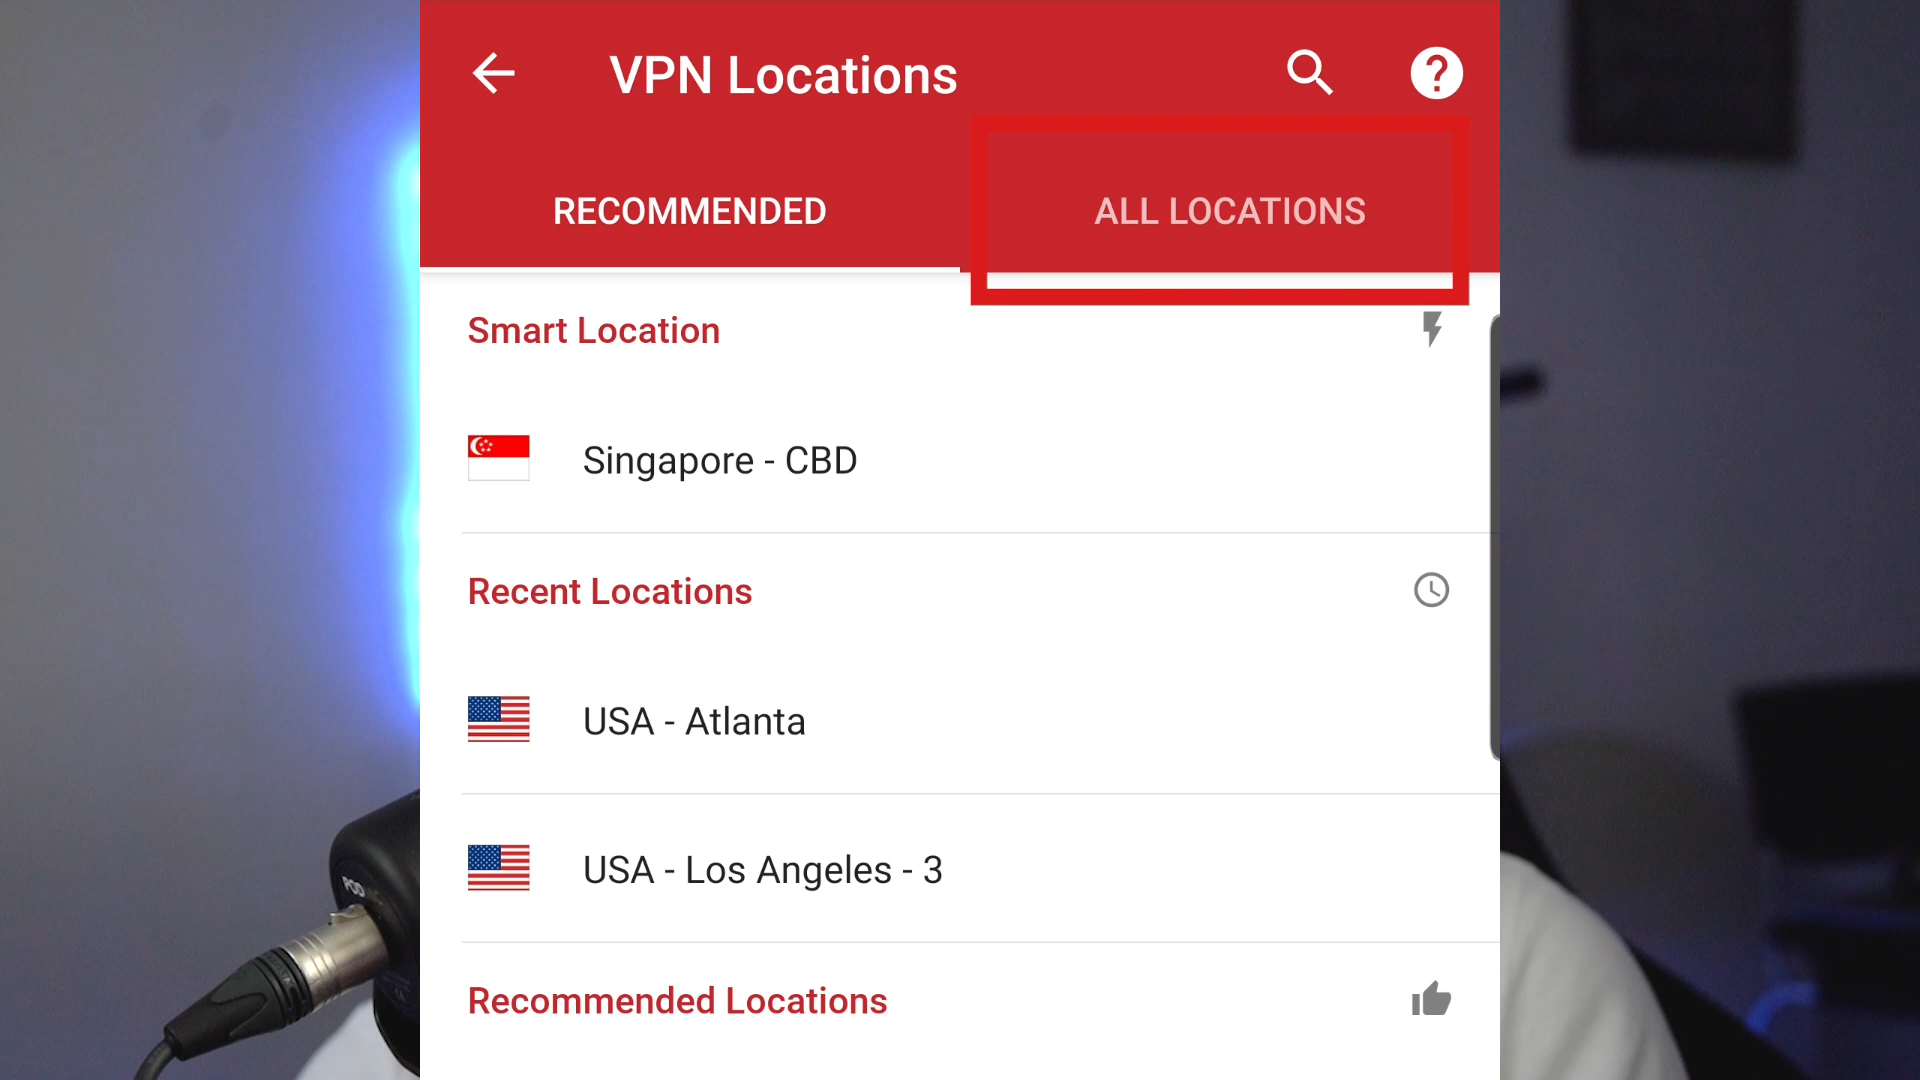 VPN Locations
RECOMMENDED
ALL LOCATIONS
Smart Location
Singapore - CBD
Recent Locations
USA - Atlanta
USA - Los Angeles - 3
Recommended Locations